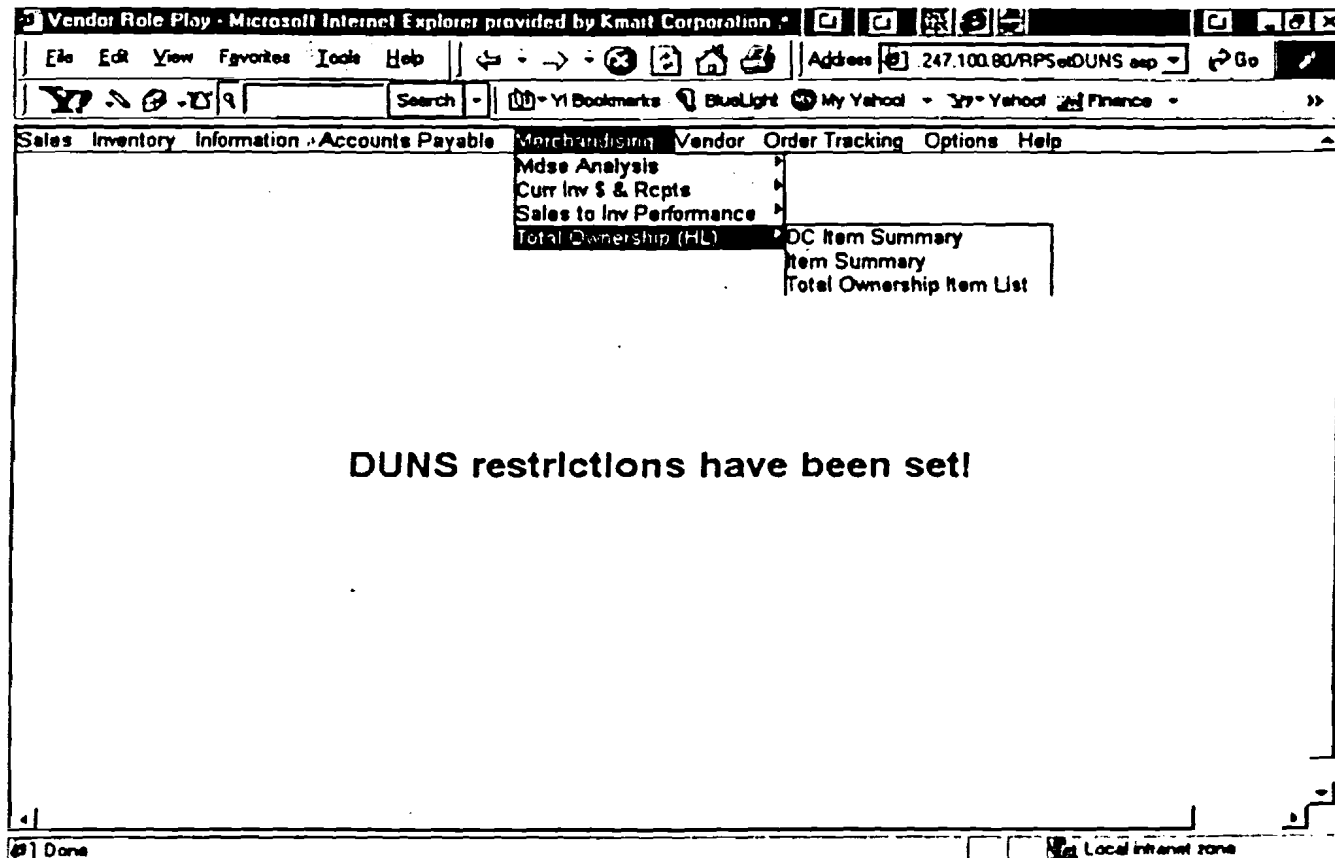 Vendor Role Play - Microsoft Internet Explorer provided by Kmart Corporation
File Edit View Favorites Tools Help Address 247.100.80/RPSetDUNS asp Go
Y! Search Y! Bookmarks BlueLight My Yahoo! Yahoo! Finance »
Sales Inventory Information Accounts Payable Merchandising Vendor Order Tracking Options Help
Mdse Analysis
Curr Inv $ & Rcpts
Sales to Inv Performance
Total Ownership (HL) DC Item Summary
Item Summary
Total Ownership Item List
DUNS restrictions have been set!
Done Local intranet zone